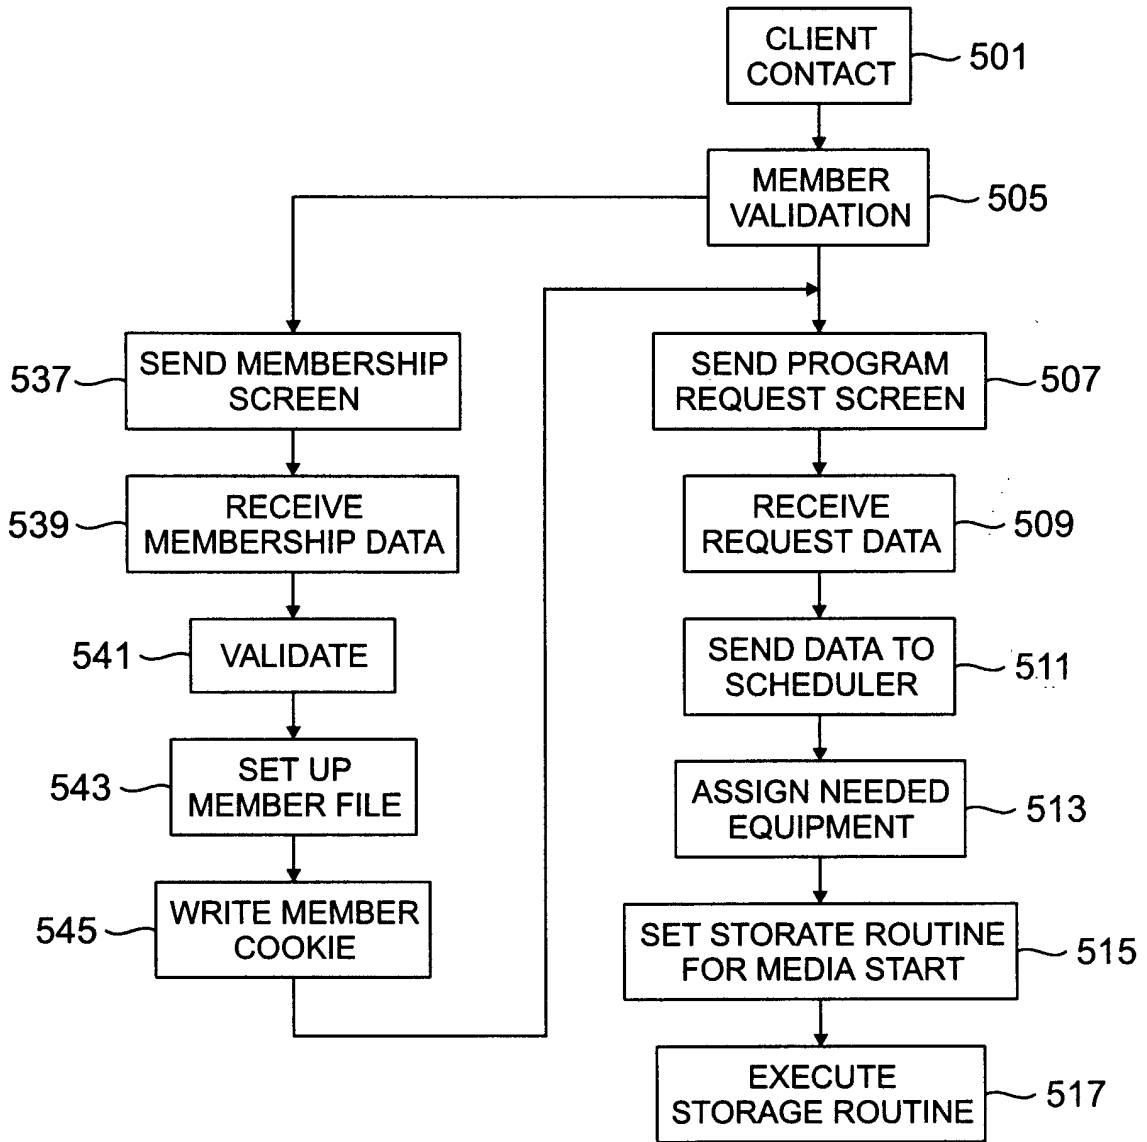 CLIENT
CONTACT
501
MEMBER
VALIDATION
505
537
SEND MEMBERSHIP
SCREEN
SEND PROGRAM
REQUEST SCREEN
507
539
RECEIVE
MEMBERSHIP DATA
RECEIVE
REQUEST DATA
509
541
VALIDATE
SEND DATA TO
SCHEDULER
511
543
SET UP
MEMBER FILE
ASSIGN NEEDED
EQUIPMENT
513
545
WRITE MEMBER
COOKIE
SET STORATE ROUTINE
FOR MEDIA START
515
EXECUTE
STORAGE ROUTINE
517